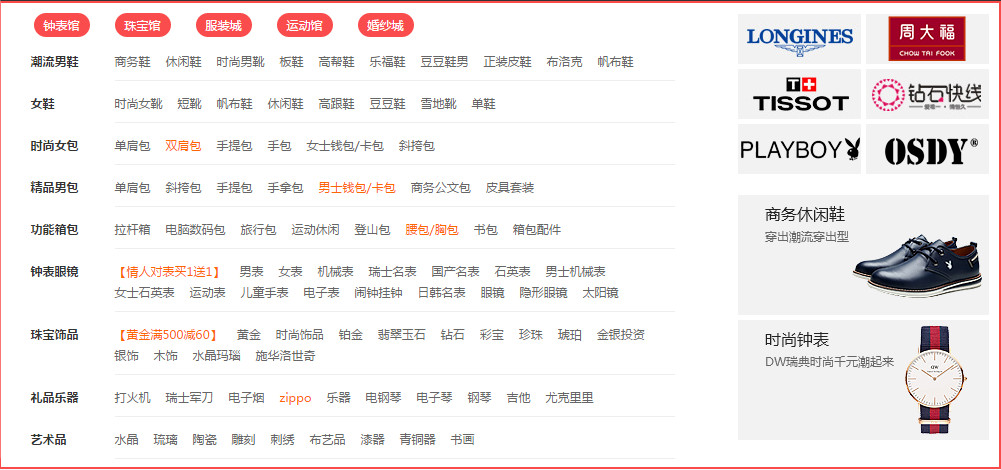 钟表馆 珠宝馆 服装城 运动馆 婚纱城
潮流男鞋 商务鞋 休闲鞋 时尚男靴 板鞋 高帮鞋 乐福鞋 豆豆鞋男 正装皮鞋 布洛克 帆布鞋
女鞋 时尚女靴 短靴 帆布鞋 休闲鞋 高跟鞋 豆豆鞋 雪地靴 单鞋
时尚女包 单肩包 双肩包 手提包 手包 女士钱包/卡包 斜挎包
精品男包 单肩包 斜挎包 手提包 手拿包 男士钱包/卡包 商务公文包 皮具套装
功能箱包 拉杆箱 电脑数码包 旅行包 运动休闲 登山包 腰包/胸包 书包 箱包配件
钟表眼镜 【情人对表买1送1】 男表 女表 机械表 瑞士名表 国产名表 石英表 男士机械表
女士石英表 运动表 儿童手表 电子表 闹钟挂钟 日韩名表 眼镜 隐形眼镜 太阳镜
珠宝饰品 【黄金满500减60】 黄金 时尚饰品 铂金 翡翠玉石 钻石 彩宝 珍珠 琥珀 金银投资
银饰 木饰 水晶玛瑙 施华洛世奇
礼品乐器 打火机 瑞士军刀 电子烟 zippo 乐器 电钢琴 电子琴 钢琴 吉他 尤克里里
艺术品 水晶 琉璃 陶瓷 雕刻 刺绣 布艺品 漆器 青铜器 书画
LONGINES
周大福
CHOW TAI FOOK
T
TISSOT
钻石快线
PLAYBOY
OSDY®
商务休闲鞋
穿出潮流穿出型
时尚钟表
DW瑞典时尚千元潮起来
DW